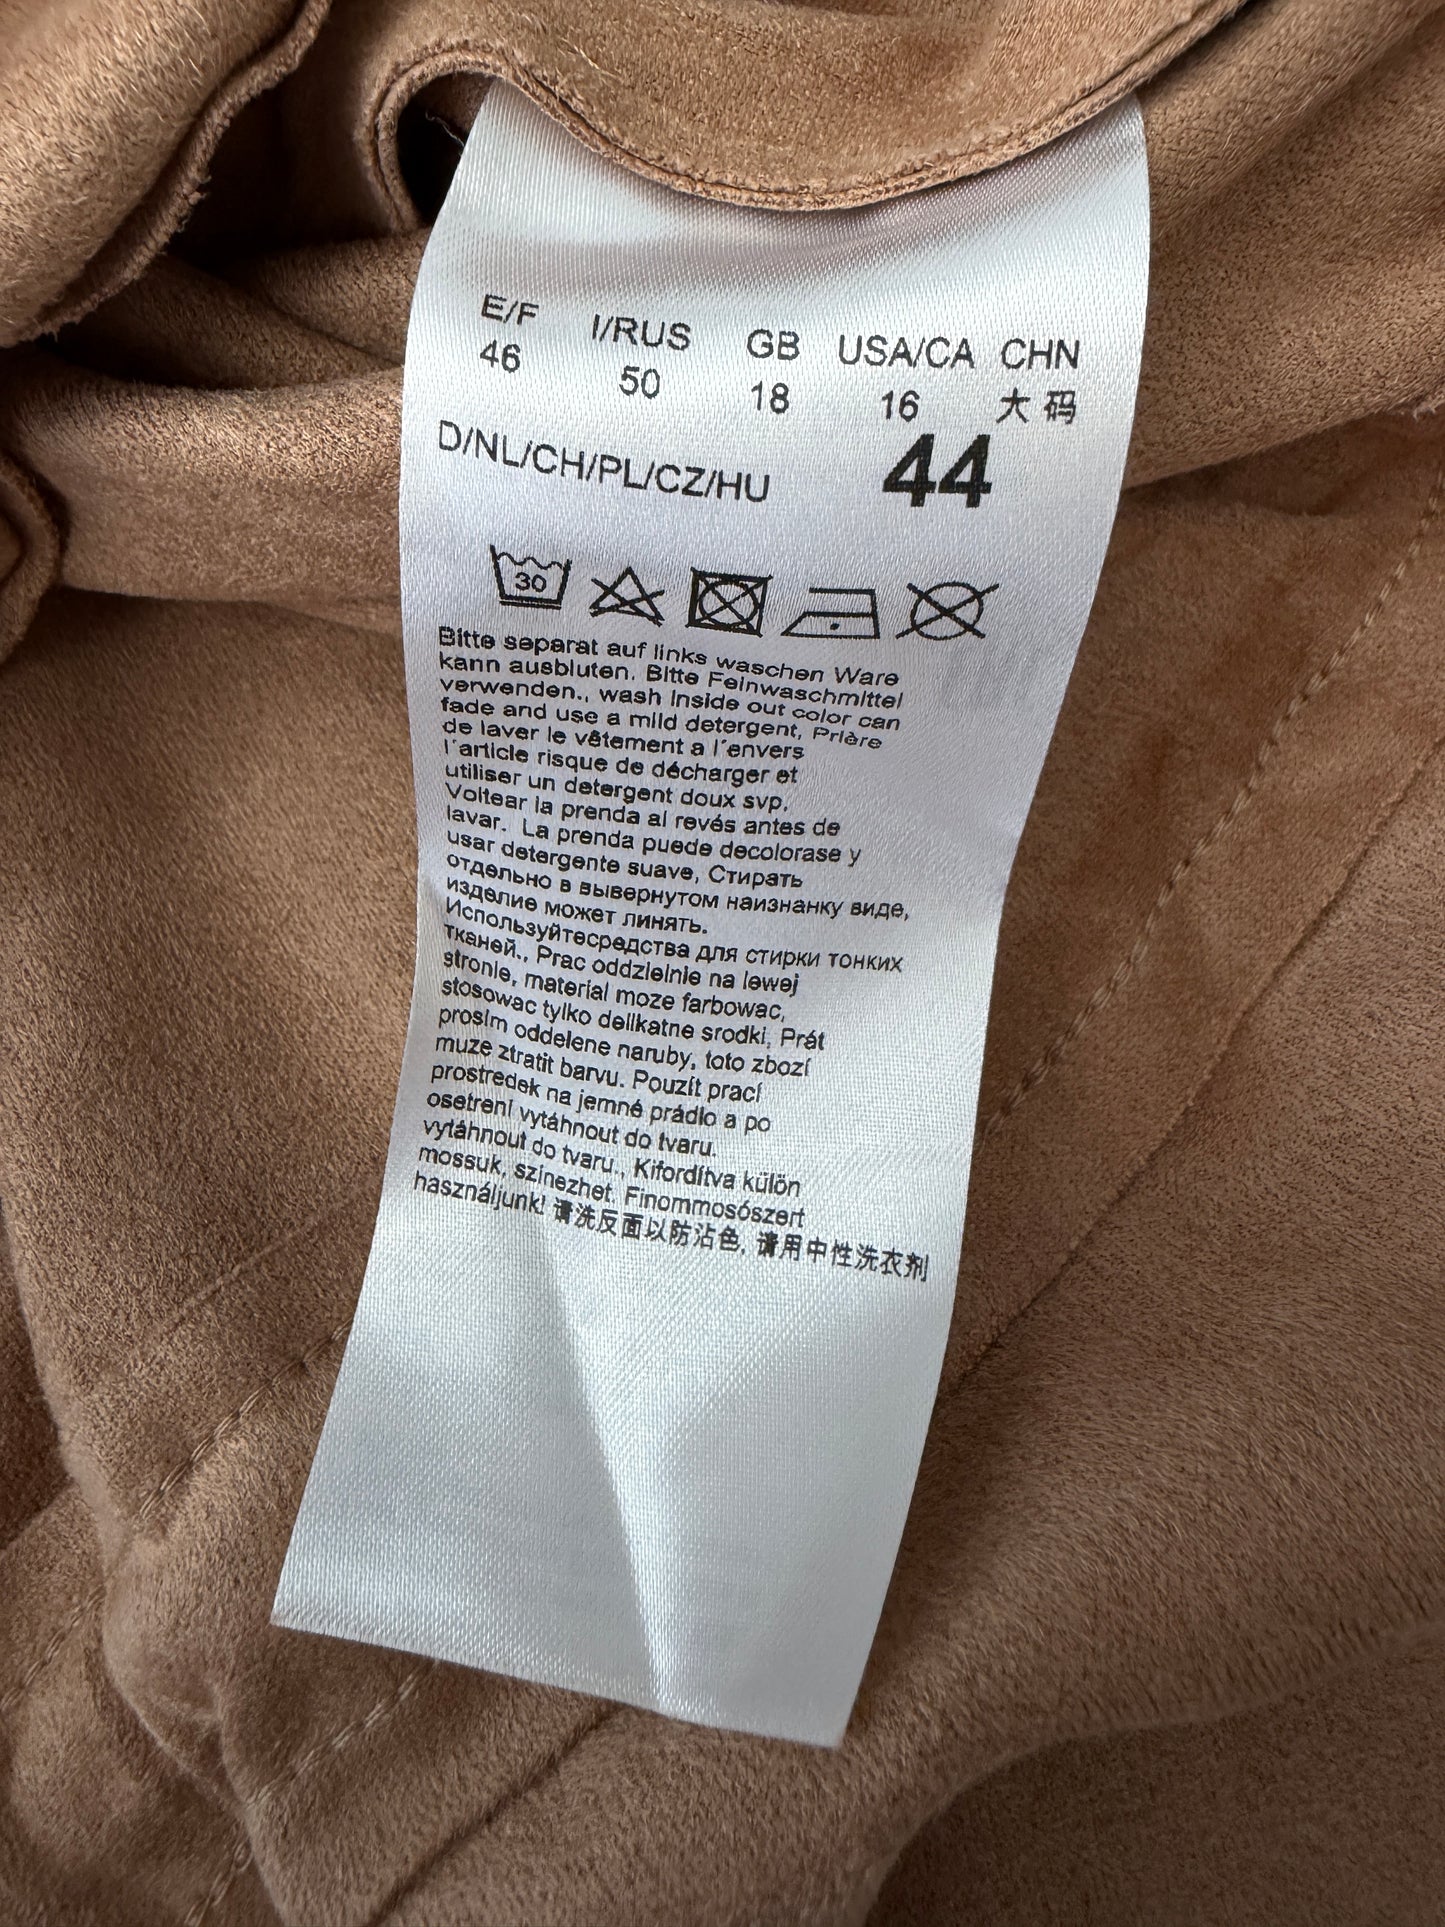 E/F I/RUS GB USA/CA CHN
46 50 18 16 大码
D/NL/CH/PL/CZ/HU 44
30
Bitte separat auf links waschen Ware
kann ausbluten. Bitte Feinwaschmittel
verwenden., wash inside out color can
fade and use a mild detergent, Prière
de laver le vêtement a l´envers
l´article risque de décharger et
utiliser un detergent doux svp.
Voltear la prenda al revés antes de
lavar. La prenda puede decolorase y
usar detergente suave, Стирать
отдельно в вывернутом наизнанку виде,
изделие может линять.
Используйтесредства для стирки тонких
тканей., Prac oddzielnie na lewej
stronie, material moze farbowac,
stosowac tylko delikatne srodki, Prát
prosim oddelene naruby, toto zbozí
muze ztratit barvu. Pouzít prací
prostredek na jemné prádlo a po
osetreni vytáhnout do tvaru.
vytáhnout do tvaru., Kifordítva külön
mossuk, szinezhet. Finommosószert
használjunk! 请洗反面以防沾色, 请用中性洗衣剂